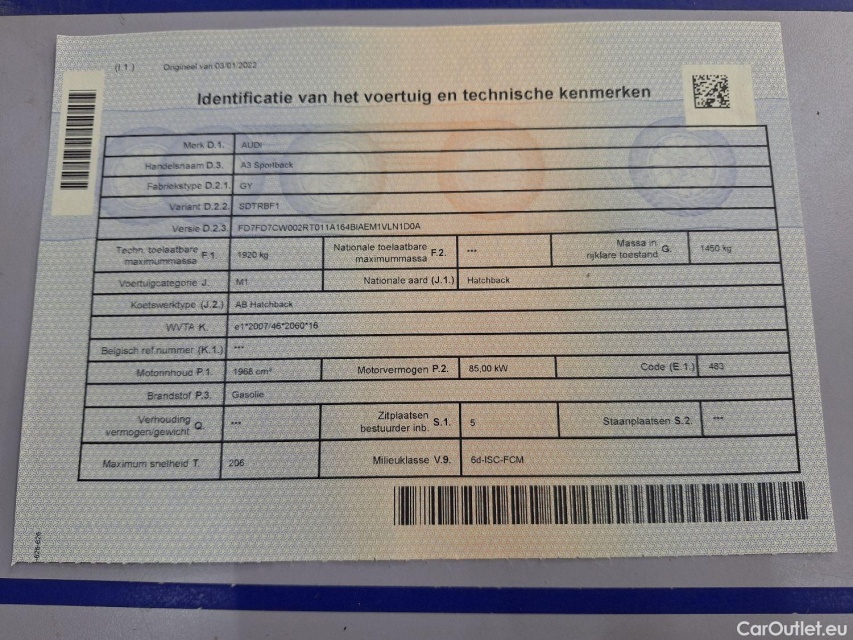 (I.1.) Origineel van 03/01/2022
Identificatie van het voertuig en technische kenmerken
Merk D.1. AUDI
Handelsnaam D.3. A3 Sportback
Fabriekstype D.2.1. GY
Variant D.2.2. SDTRBF1
Versie D.2.3. FD7FD7CW002RT011A164BIAEM1VLN1D0A
Techn. toelaatbare maximummassa F.1. 1920 kg Nationale toelaatbare maximummassa F.2. --- Massa in rijklare toestand G. 1450 kg
Voertuigcategorie J. M1 Nationale aard (J.1.) Hatchback
Koetswerktype (J.2.) AB Hatchback
WVTA K. e1*2007/46*2060*16
Belgisch ref.nummer (K.1.) ---
Motorinhoud P.1. 1968 cm³ Motorvermogen P.2. 85,00 kW Code (E.1.) 483
Brandstof P.3. Gasolie
Verhouding vermogen/gewicht Q. --- Zitplaatsen bestuurder inb. S.1. 5 Staanplaatsen S.2. ---
Maximum snelheid T. 206 Milieuklasse V.9. 6d-ISC-FCM
-626-626
CarOutlet.eu